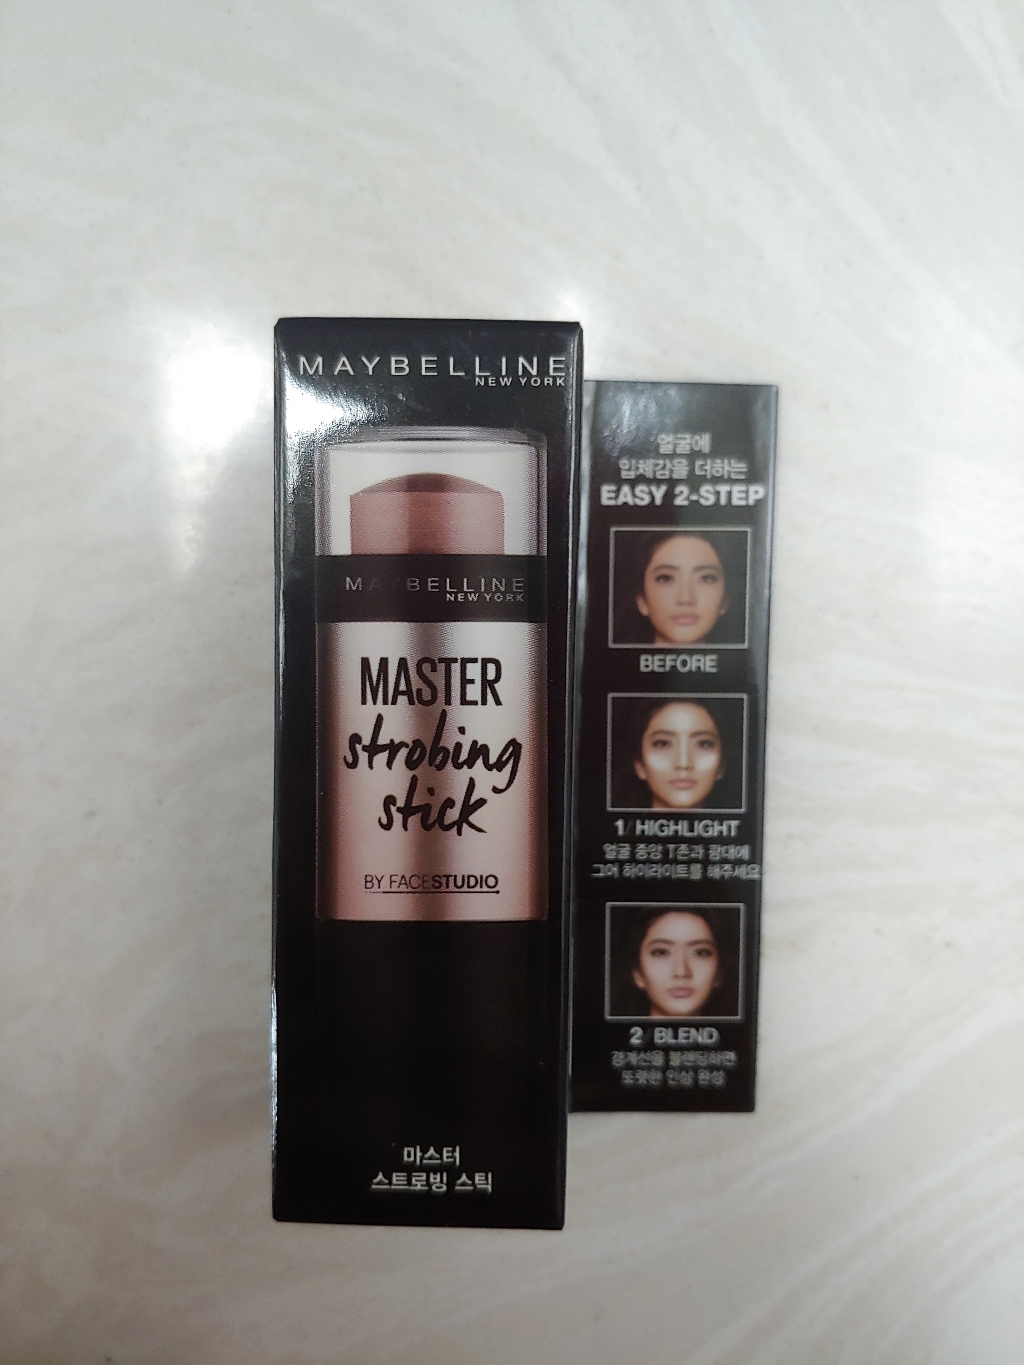 MAYBELLINE
NEW YORK
MAYBELLINE
NEW YORK
MASTER
strobing
stick
BY FACESTUDIO
마스터
스트로빙 스틱
얼굴에
입체감을 더하는
EASY 2-STEP
BEFORE
1/ HIGHLIGHT
얼굴 중앙 T존과 광대에
그어 하이라이트를 해주세요
2/ BLEND
경계선을 블렌딩하면
또렷한 인상 완성